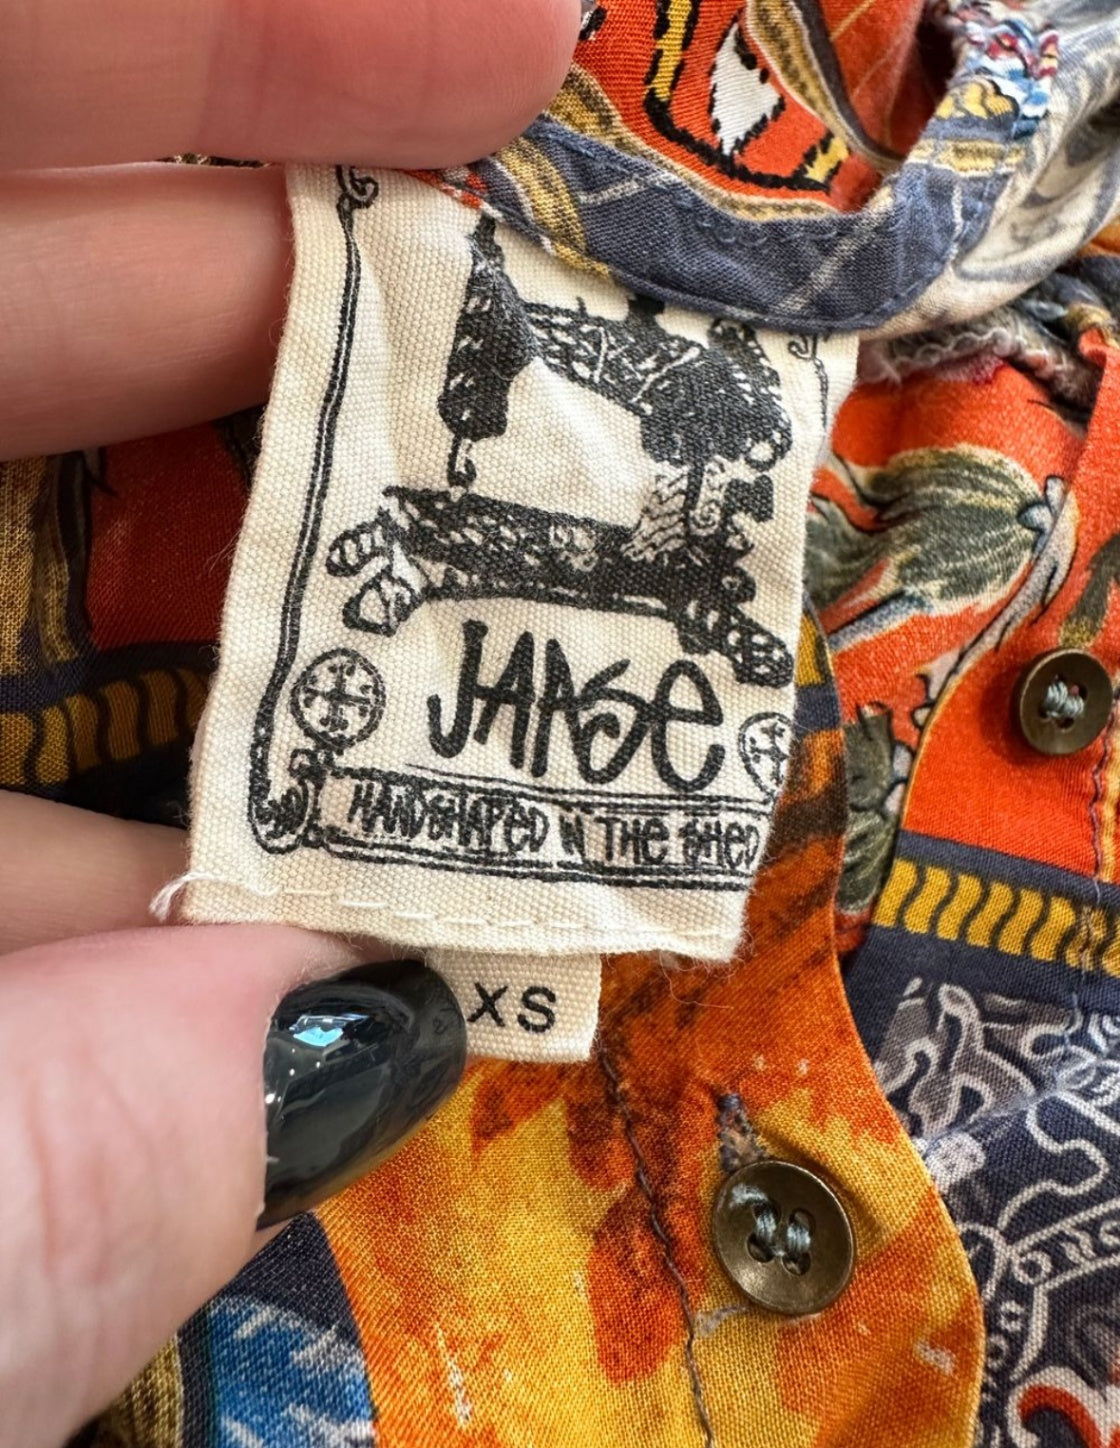 JAASe
HANDSHAPED IN THE SHED
XS